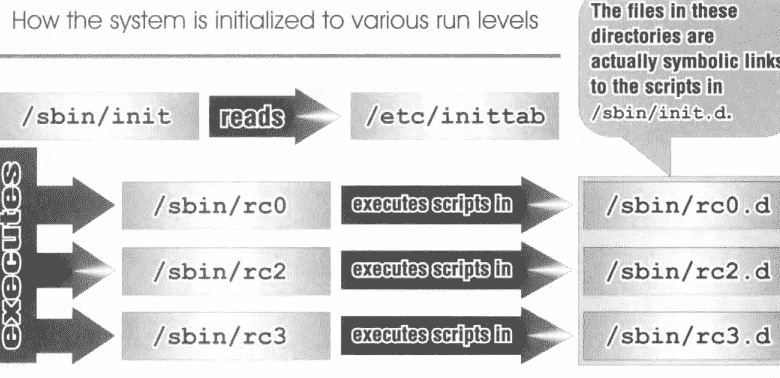 How the system is initialized to various run levels
The files in these
directories are
actually symbolic links
to the scripts in
/sbin/init.d.
/sbin/init reads /etc/inittab
executes
/sbin/rc0 executes scripts in /sbin/rc0.d
/sbin/rc2 executes scripts in /sbin/rc2.d
/sbin/rc3 executes scripts in /sbin/rc3.d